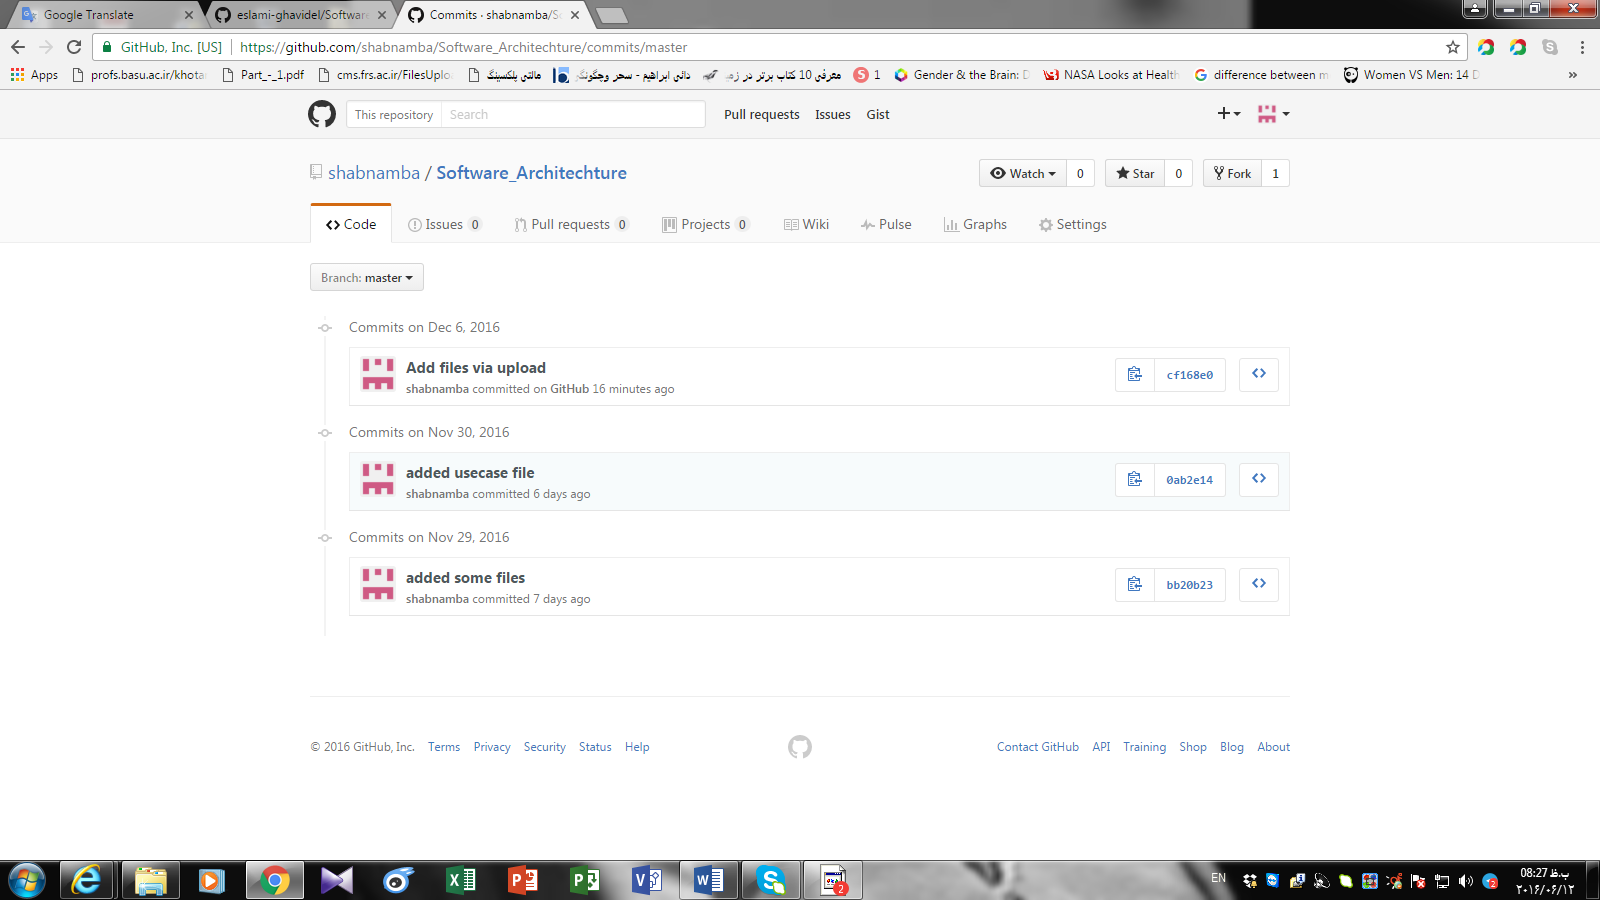 Google Translate
eslami-ghavidel/Software
Commits - shabnamba/So
GitHub, Inc. [US]
https://github.com/shabnamba/Software_Architechture/commits/master
Apps
profs.basu.ac.ir/khota
Part_-_1.pdf
cms.frs.ac.ir/FilesUplo
مالتی پلکسینگ
دانی ابراهیم - سحر وچگونگی
معرفی 10 کتاب برتر در زم
1
Gender & the Brain: D
NASA Looks at Health
difference between m
Women VS Men: 14 D
»
This repository
Search
Pull requests
Issues
Gist
shabnamba / Software_Architechture
Watch 0
Star 0
Fork 1
Code
Issues 0
Pull requests 0
Projects 0
Wiki
Pulse
Graphs
Settings
Branch: master
Commits on Dec 6, 2016
Add files via upload
cf168e0
shabnamba committed on GitHub 16 minutes ago
Commits on Nov 30, 2016
added usecase file
0ab2e14
shabnamba committed 6 days ago
Commits on Nov 29, 2016
added some files
bb20b23
shabnamba committed 7 days ago
© 2016 GitHub, Inc.
Terms
Privacy
Security
Status
Help
Contact GitHub
API
Training
Shop
Blog
About
EN
08:27 ب.ظ
۲۰۱۶/۰۶/۱۲